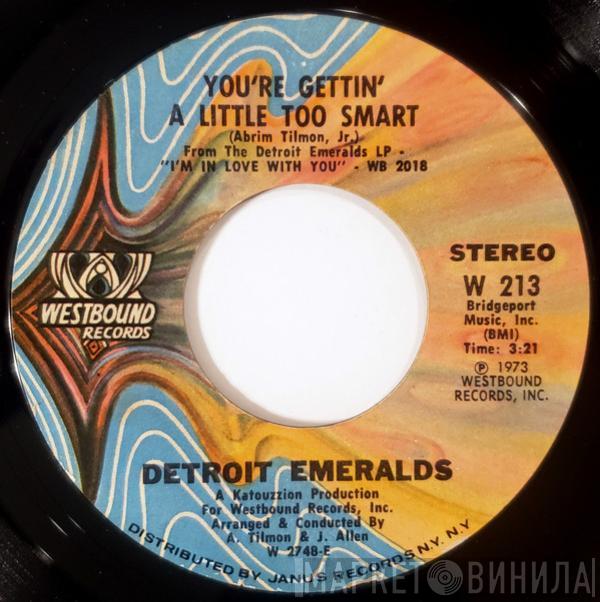 YOU'RE GETTIN'
A LITTLE TOO SMART
(Abrim Tilmon, Jr.)
From The Detroit Emeralds LP -
"I'M IN LOVE WITH YOU" - WB 2018
STEREO
W 213
Bridgeport
Music, Inc.
(BMI)
Time: 3:21
℗ 1973
WESTBOUND
RECORDS, INC.
WESTBOUND
RECORDS
DETROIT EMERALDS
A Katouzzion Production
For Westbound Records, Inc.
Arranged & Conducted By
A. Tilmon & J. Allen
W 2748-E
DISTRIBUTED BY JANUS RECORDS N.Y. N.Y
МАРКЕТОВИНИЛА!